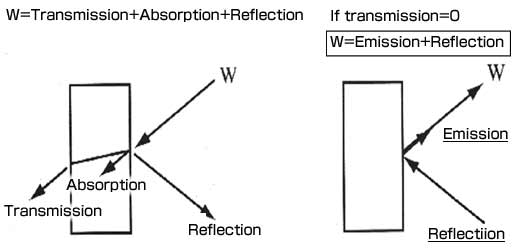 W=Transmission+Absorption+Reflection
If transmission=0
W=Emission+Reflection
W
Absorption
Transmission
Reflection
W
Emission
Reflectiion